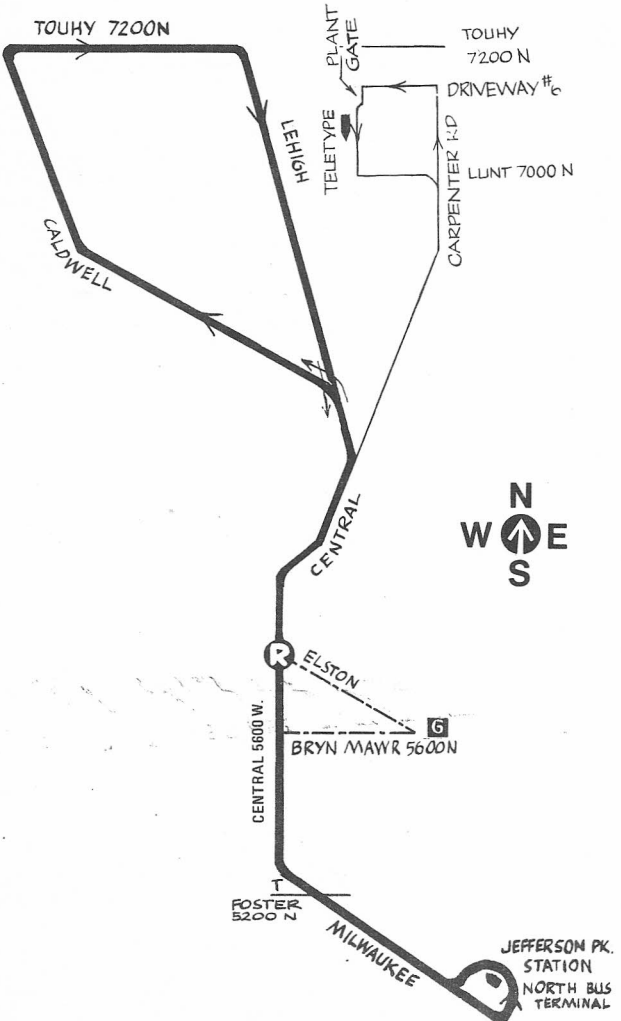 TOUHY 7200N
LEHIGH
CALDWELL
PLANT
GATE
TOUHY
7200 N
DRIVEWAY #6
TELETYPE
CARPENTER RD
LUNT 7000 N
CENTRAL
N
W E
S
R
ELSTON
G
BRYN MAWR 5600N
CENTRAL 5600 W.
T
FOSTER
5200 N
MILWAUKEE
JEFFERSON PK.
STATION
NORTH BUS
TERMINAL